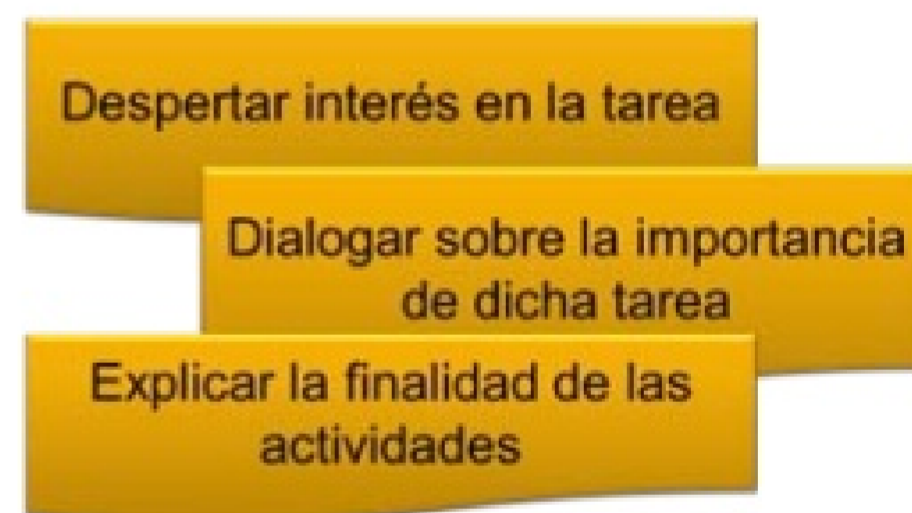 Despertar interés en la tarea
Dialogar sobre la importancia
de dicha tarea
Explicar la finalidad de las
actividades